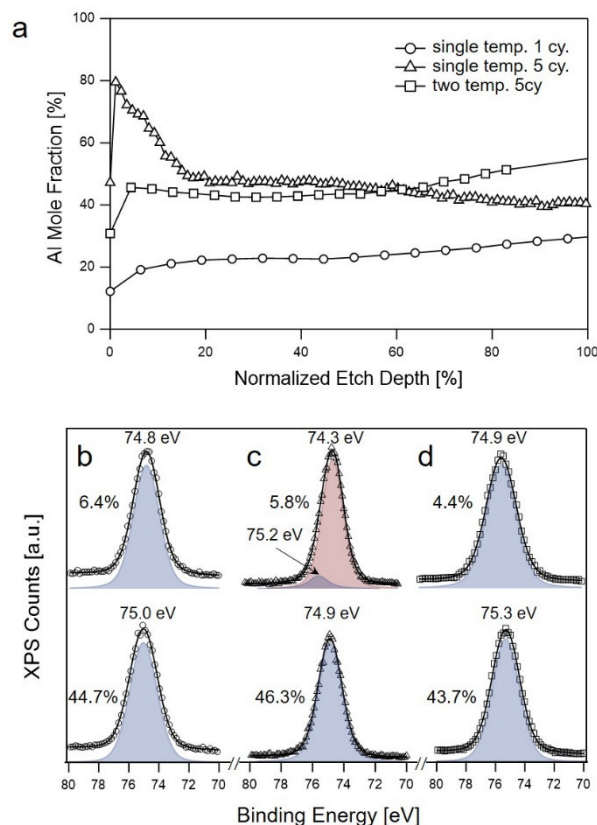 a
single temp. 1 cy.
single temp. 5 cy.
two temp. 5cy
100
80
60
40
20
0
Al Mole Fraction [%]
0 20 40 60 80 100
Normalized Etch Depth [%]
b 74.8 eV c 74.3 eV d 74.9 eV
6.4% 5.8% 4.4%
75.2 eV
75.0 eV 74.9 eV 75.3 eV
44.7% 46.3% 43.7%
XPS Counts [a.u.]
80 78 76 74 72 70 80 78 76 74 72 70 80 78 76 74 72 70
Binding Energy [eV]